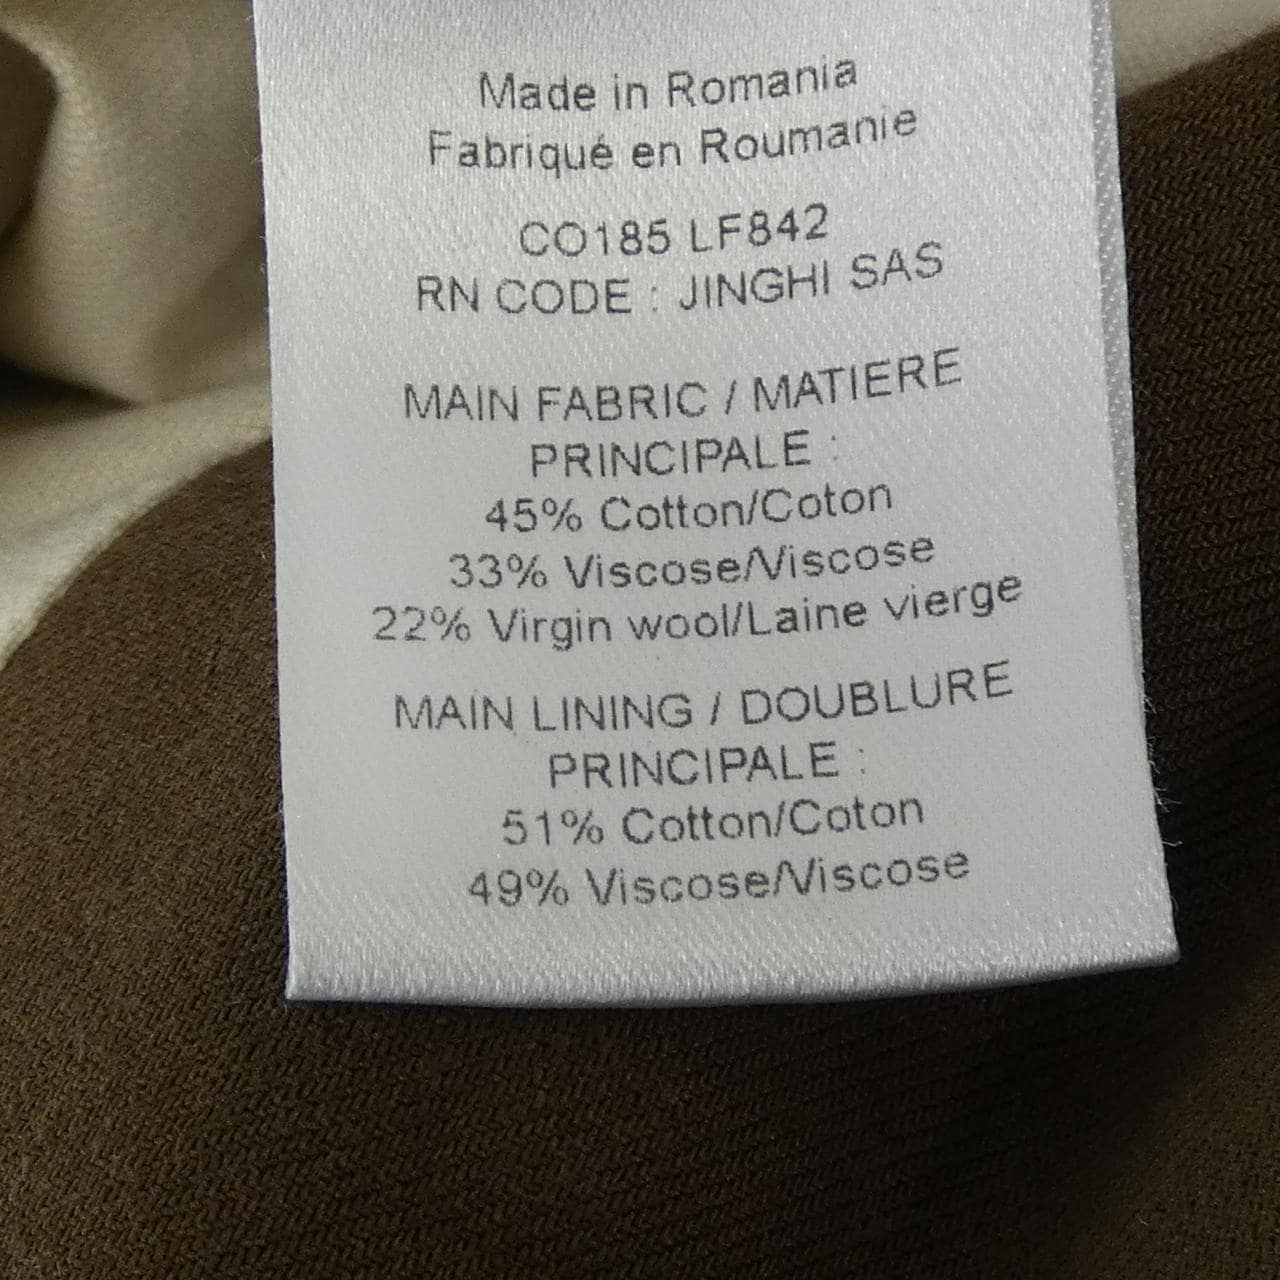 Made in Romania
Fabriqué en Roumanie
CO185 LF842
RN CODE : JINGHI SAS
MAIN FABRIC / MATIERE
PRINCIPALE :
45% Cotton/Coton
33% Viscose/Viscose
22% Virgin wool/Laine vierge
MAIN LINING / DOUBLURE
PRINCIPALE :
51% Cotton/Coton
49% Viscose/Viscose